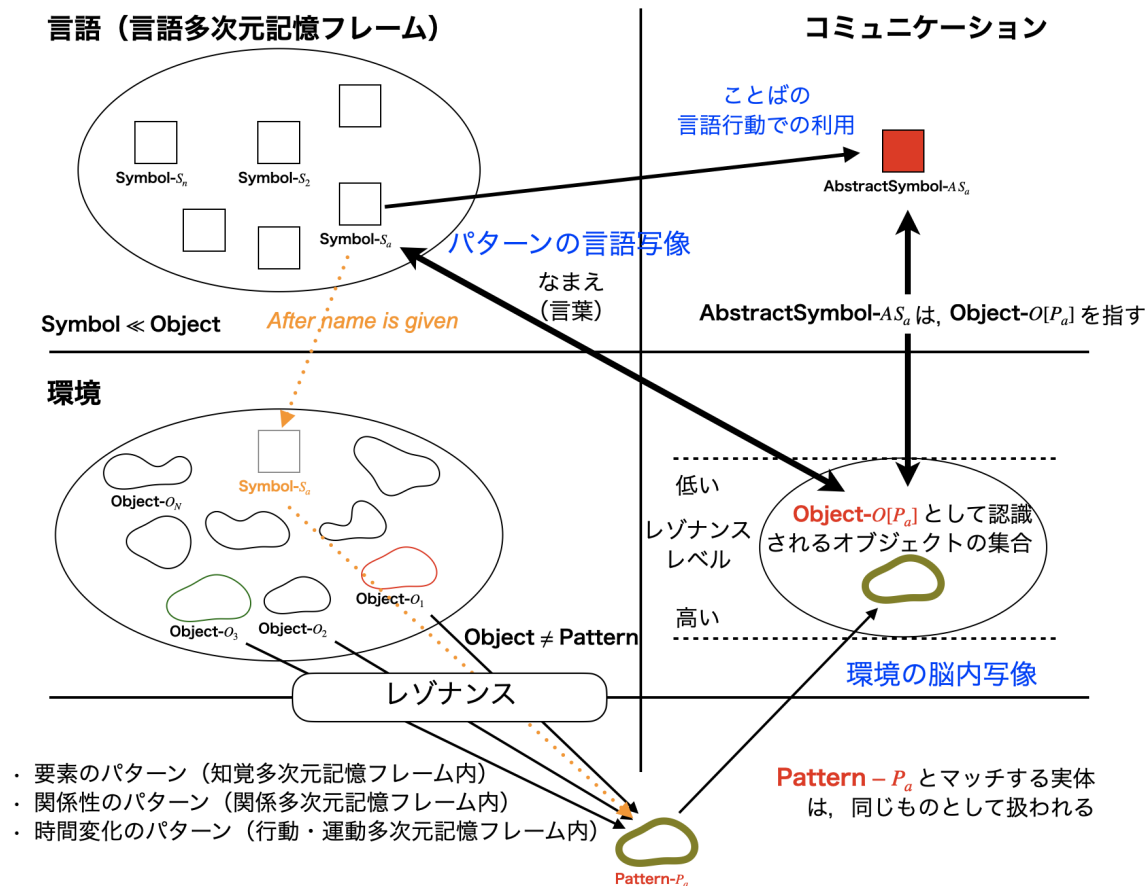 言語（言語多次元記憶フレーム）
コミュニケーション
ことばの
言語行動での利用
Symbol-Sₙ
Symbol-S₂
AbstractSymbol-ASₐ
Symbol-Sₐ
パターンの言語写像
なまえ
（言葉）
Symbol ≪ Object
After name is given
AbstractSymbol-ASₐ は, Object-O[Pₐ] を指す
環境
Symbol-Sₐ
Object-O_N
低い
Object-O[Pₐ] として認識
されるオブジェクトの集合
レゾナンス
レベル
高い
Object-O₁
Object-O₂
Object-O₃
Object ≠ Pattern
環境の脳内写像
レゾナンス
・ 要素のパターン（知覚多次元記憶フレーム内）
・ 関係性のパターン（関係多次元記憶フレーム内）
・ 時間変化のパターン（行動・運動多次元記憶フレーム内）
Pattern – Pₐ とマッチする実体
は，同じものとして扱われる
Pattern-Pₐ